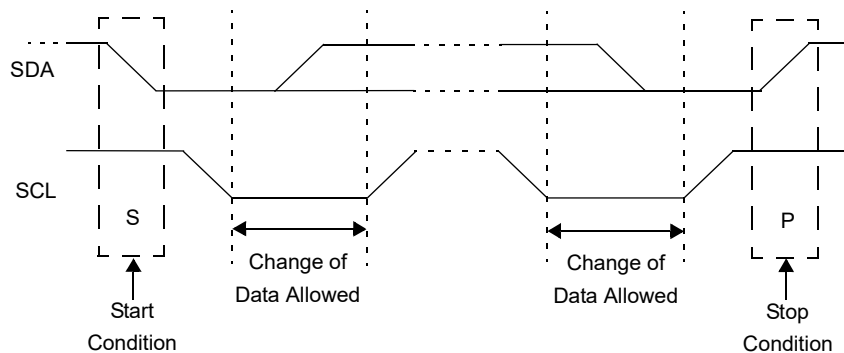 SDA
SCL
S
P
Change of
Data Allowed
Change of
Data Allowed
Start
Condition
Stop
Condition